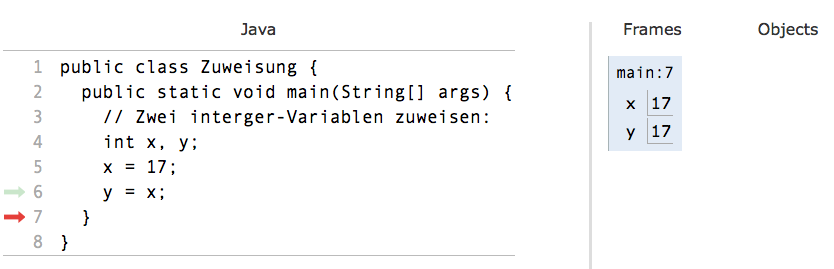 Java
1 public class Zuweisung {
2 public static void main(String[] args) {
3 // Zwei interger-Variablen zuweisen:
4 int x, y;
5 x = 17;
6 y = x;
7 }
8 }
Frames Objects
main:7
x 17
y 17